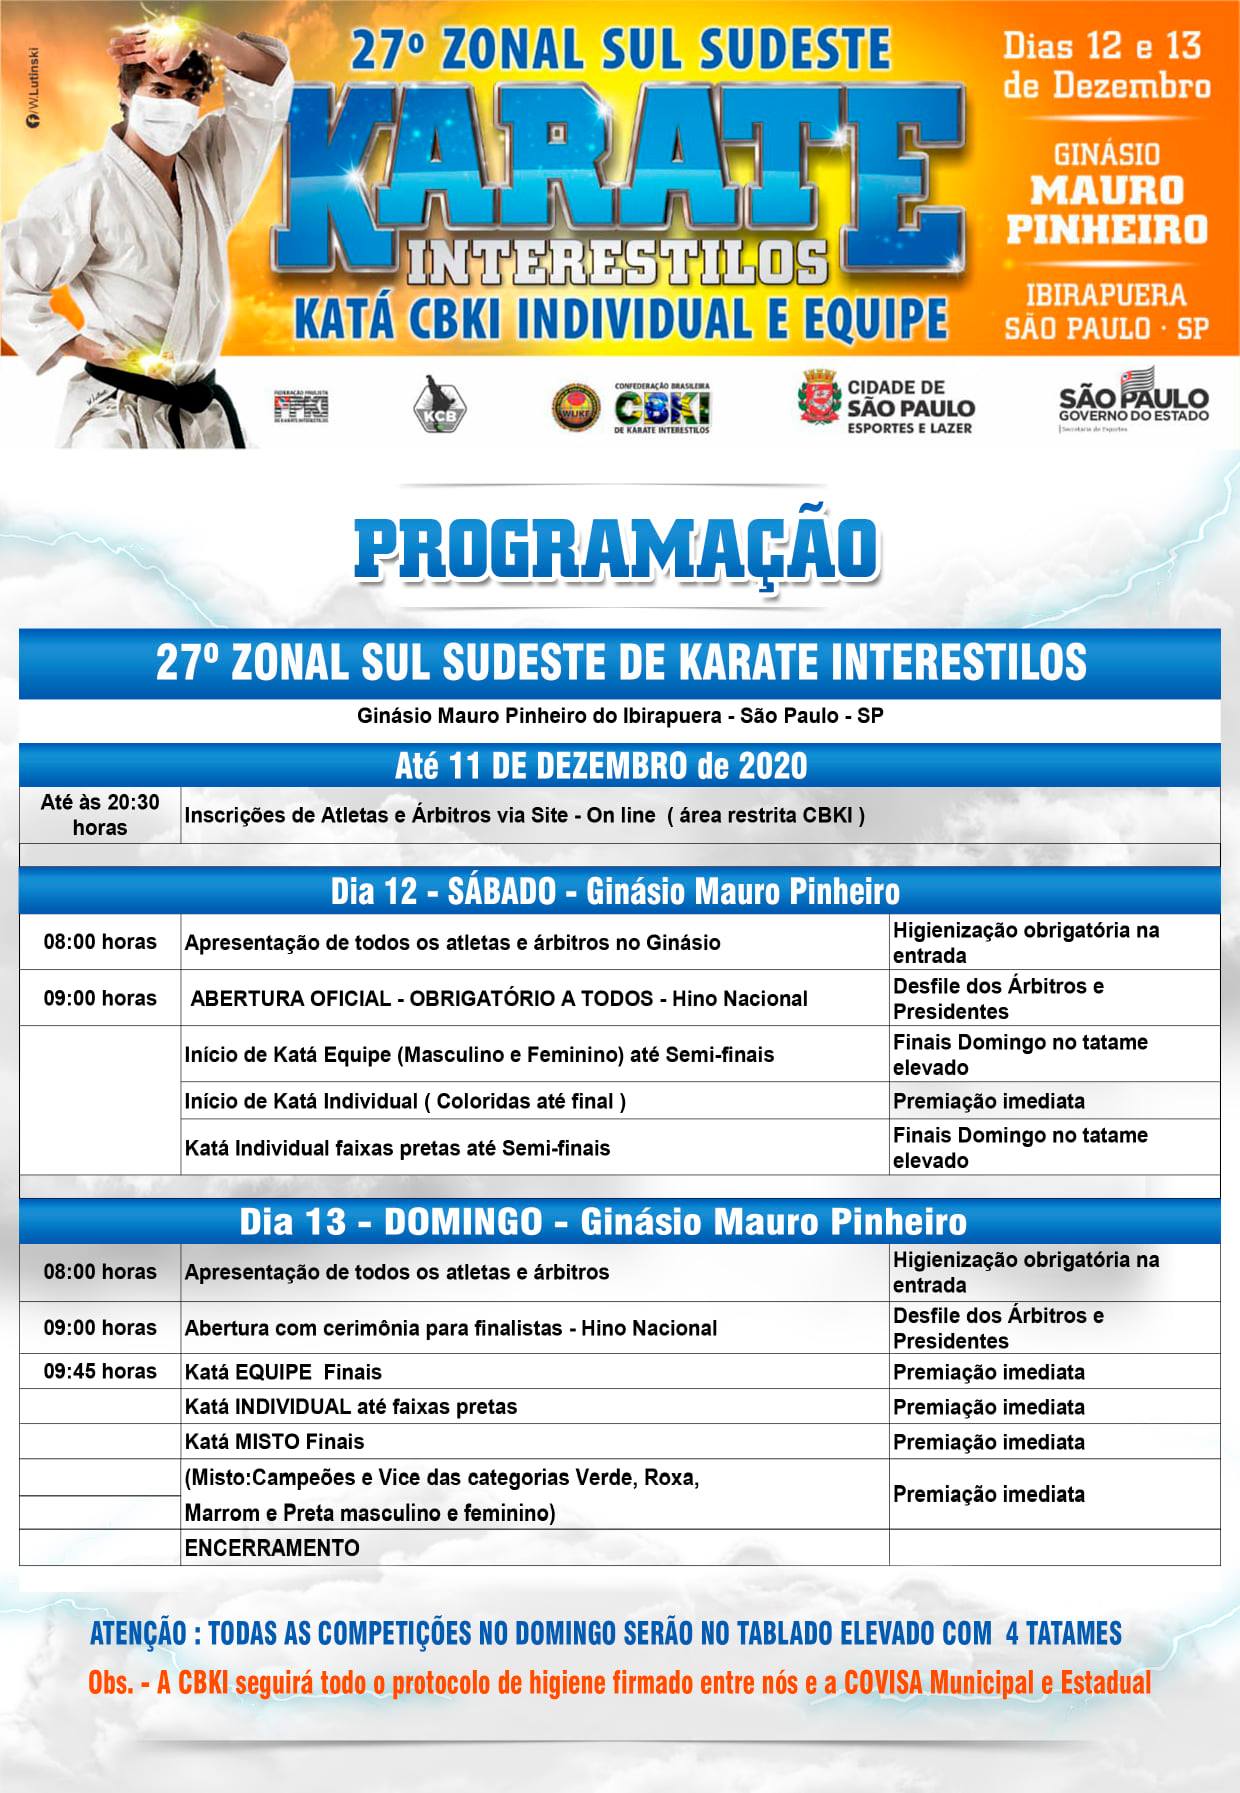 27º ZONAL SUL SUDESTE
KARATE
INTERESTILOS
KATÁ CBKI INDIVIDUAL E EQUIPE
Dias 12 e 13
de Dezembro
GINÁSIO
MAURO
PINHEIRO
IBIRAPUERA
SÃO PAULO · SP
/W.Lutinski
FEDERAÇÃO PAULISTA
FPKI
DE KARATE INTERESTILOS
KCB
WUKF
CONFEDERAÇÃO BRASILEIRA
CBKI
DE KARATE INTERESTILOS
CIDADE DE
SÃO PAULO
ESPORTES E LAZER
SÃO PAULO
GOVERNO DO ESTADO
Secretaria de Esportes
PROGRAMAÇÃO
27º ZONAL SUL SUDESTE DE KARATE INTERESTILOS
Ginásio Mauro Pinheiro do Ibirapuera - São Paulo - SP
Até 11 DE DEZEMBRO de 2020
Até às 20:30
horas
Inscrições de Atletas e Árbitros via Site - On line ( área restrita CBKI )
Dia 12 - SÁBADO - Ginásio Mauro Pinheiro
08:00 horas
Apresentação de todos os atletas e árbitros no Ginásio
Higienização obrigatória na
entrada
09:00 horas
ABERTURA OFICIAL - OBRIGATÓRIO A TODOS - Hino Nacional
Desfile dos Árbitros e
Presidentes
Início de Katá Equipe (Masculino e Feminino) até Semi-finais
Finais Domingo no tatame
elevado
Início de Katá Individual ( Coloridas até final )
Premiação imediata
Katá Individual faixas pretas até Semi-finais
Finais Domingo no tatame
elevado
Dia 13 - DOMINGO - Ginásio Mauro Pinheiro
08:00 horas
Apresentação de todos os atletas e árbitros
Higienização obrigatória na
entrada
09:00 horas
Abertura com cerimônia para finalistas - Hino Nacional
Desfile dos Árbitros e
Presidentes
09:45 horas
Katá EQUIPE Finais
Premiação imediata
Katá INDIVIDUAL até faixas pretas
Premiação imediata
Katá MISTO Finais
Premiação imediata
(Misto:Campeões e Vice das categorias Verde, Roxa,
Marrom e Preta masculino e feminino)
Premiação imediata
ENCERRAMENTO
ATENÇÃO : TODAS AS COMPETIÇÕES NO DOMINGO SERÃO NO TABLADO ELEVADO COM 4 TATAMES
Obs. - A CBKI seguirá todo o protocolo de higiene firmado entre nós e a COVISA Municipal e Estadual